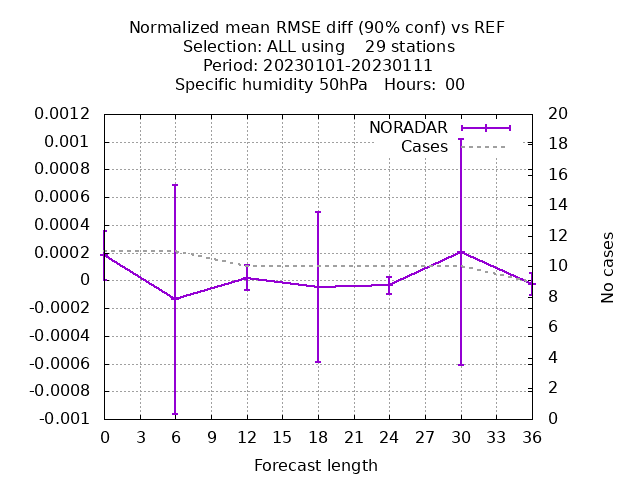 Normalized mean RMSE diff (90% conf) vs REF
Selection: ALL using    29 stations
Period: 20230101-20230111
Specific humidity 50hPa   Hours:  00
NORADAR
Cases
0.0012
0.001
0.0008
0.0006
0.0004
0.0002
0
-0.0002
-0.0004
-0.0006
-0.0008
-0.001
20
18
16
14
12
10
8
6
4
2
0
No cases
0 3 6 9 12 15 18 21 24 27 30 33 36
Forecast length